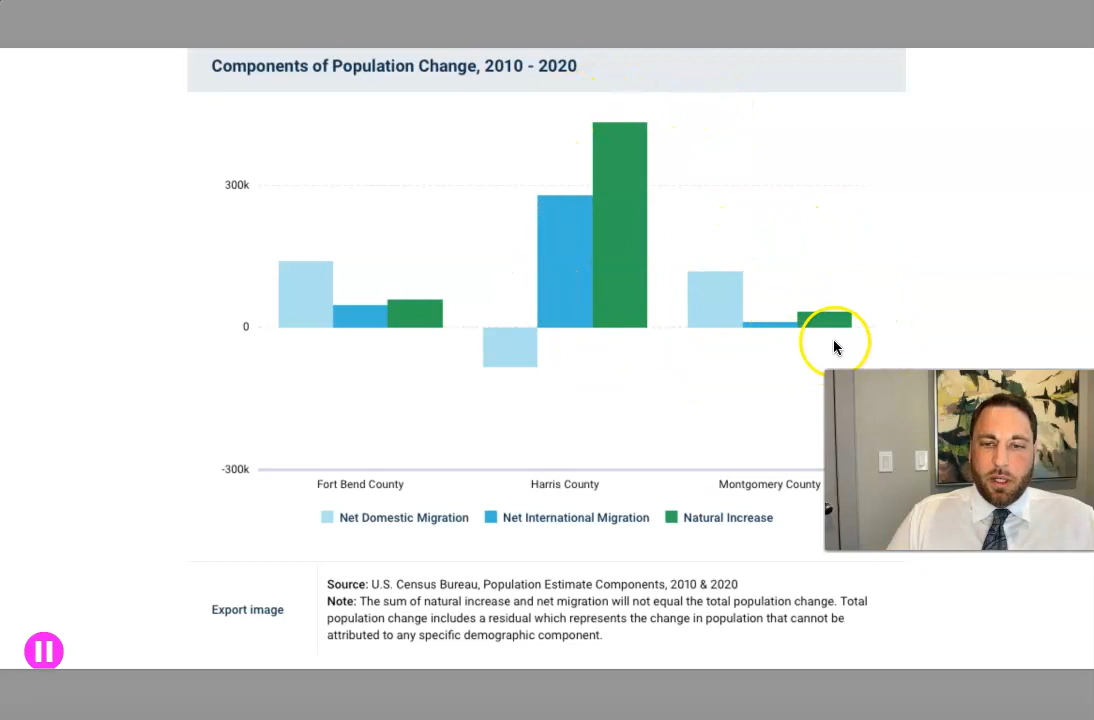 Components of Population Change, 2010 - 2020
300k
0
-300k
Fort Bend County
Harris County
Montgomery County
Net Domestic Migration
Net International Migration
Natural Increase
Export image
Source: U.S. Census Bureau, Population Estimate Components, 2010 & 2020
Note: The sum of natural increase and net migration will not equal the total population change. Total
population change includes a residual which represents the change in population that cannot be
attributed to any specific demographic component.